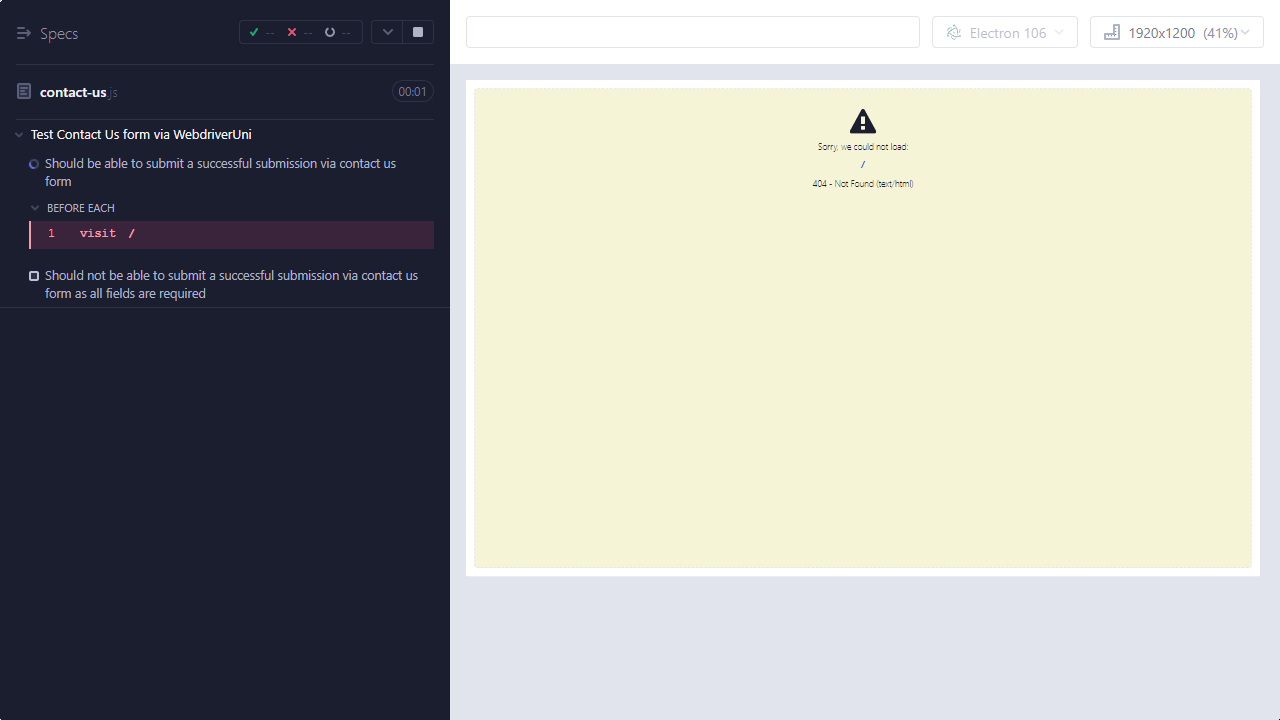 Specs
--
--
--
contact-us.js
00:01
Test Contact Us form via WebdriverUni
Should be able to submit a successful submission via contact us
form
BEFORE EACH
1 visit /
Should not be able to submit a successful submission via contact us
form as all fields are required
Electron 106
1920x1200 (41%)
Sorry, we could not load:
/
404 - Not Found (text/html)